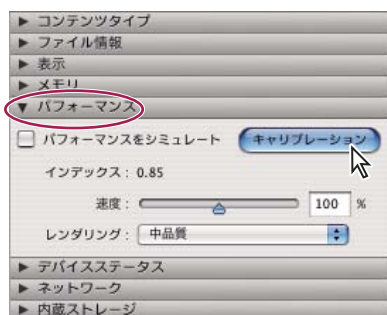 コンテンツタイプ
ファイル情報
表示
メモリ
パフォーマンス
パフォーマンスをシミュレート キャリブレーション
インデックス : 0.85
速度 : 100 %
レンダリング : 中品質
デバイスステータス
ネットワーク
内蔵ストレージ